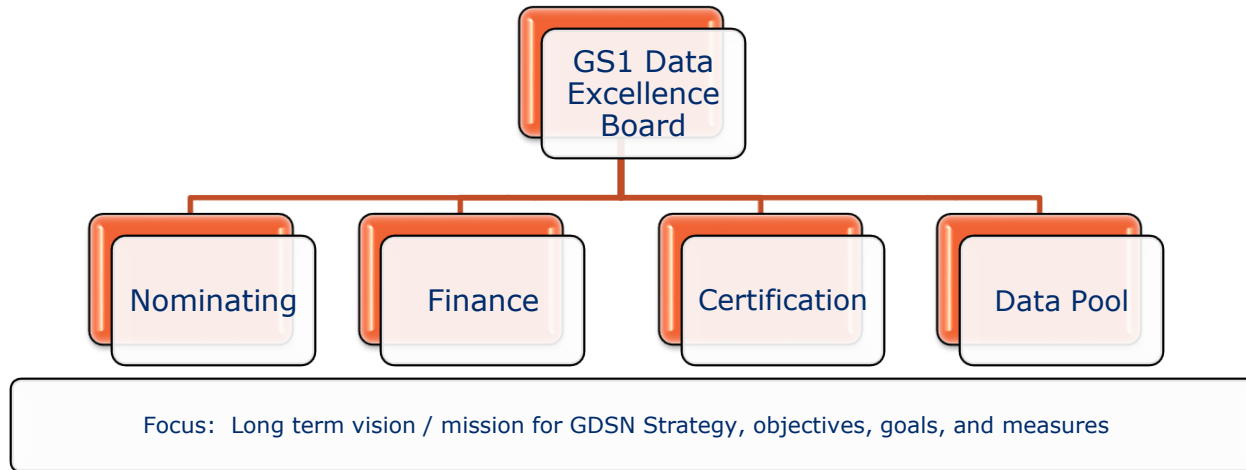 GS1 Data
Excellence
Board
Nominating
Finance
Certification
Data Pool
Focus:  Long term vision / mission for GDSN Strategy, objectives, goals, and measures